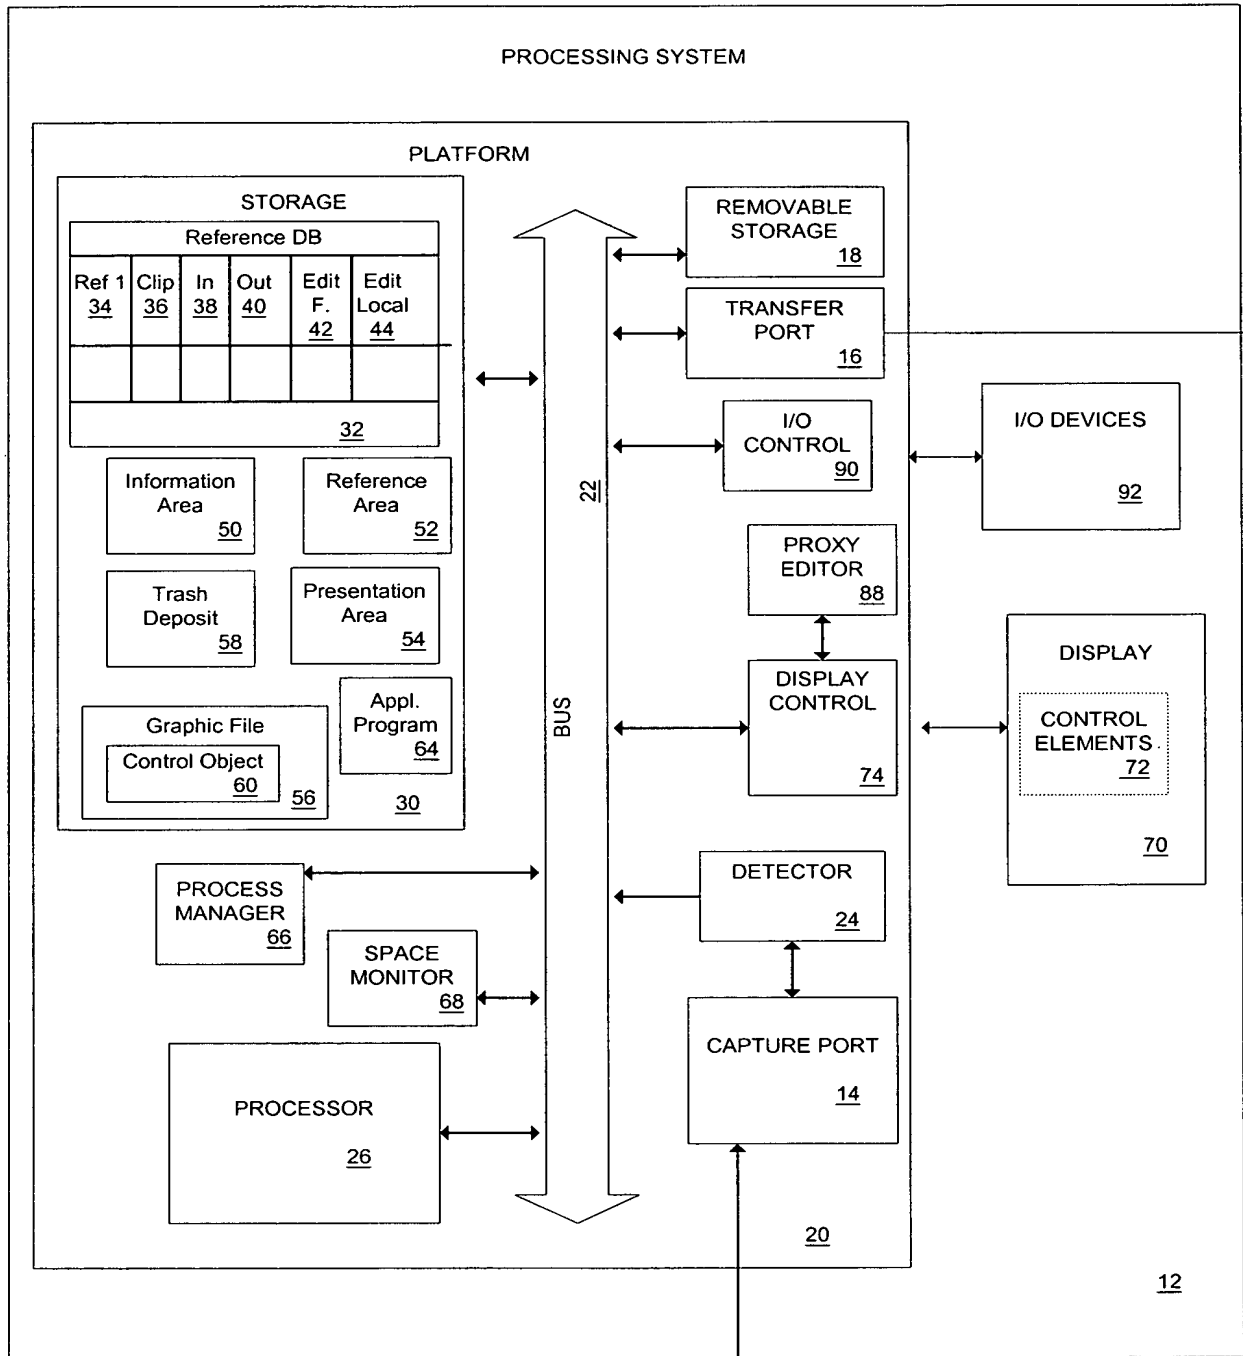 PROCESSING SYSTEM
PLATFORM
STORAGE
Reference DB
Ref 1
34
Clip
36
In
38
Out
40
Edit
F.
42
Edit
Local
44
32
Information
Area
50
Reference
Area
52
Trash
Deposit
58
Presentation
Area
54
Graphic File
Control Object
60
56
Appl.
Program
64
30
PROCESS
MANAGER
66
SPACE
MONITOR
68
PROCESSOR
26
22
BUS
REMOVABLE
STORAGE
18
TRANSFER
PORT
16
I/O
CONTROL
90
PROXY
EDITOR
88
DISPLAY
CONTROL
74
DETECTOR
24
CAPTURE PORT
14
20
I/O DEVICES
92
DISPLAY
CONTROL
ELEMENTS
72
70
12